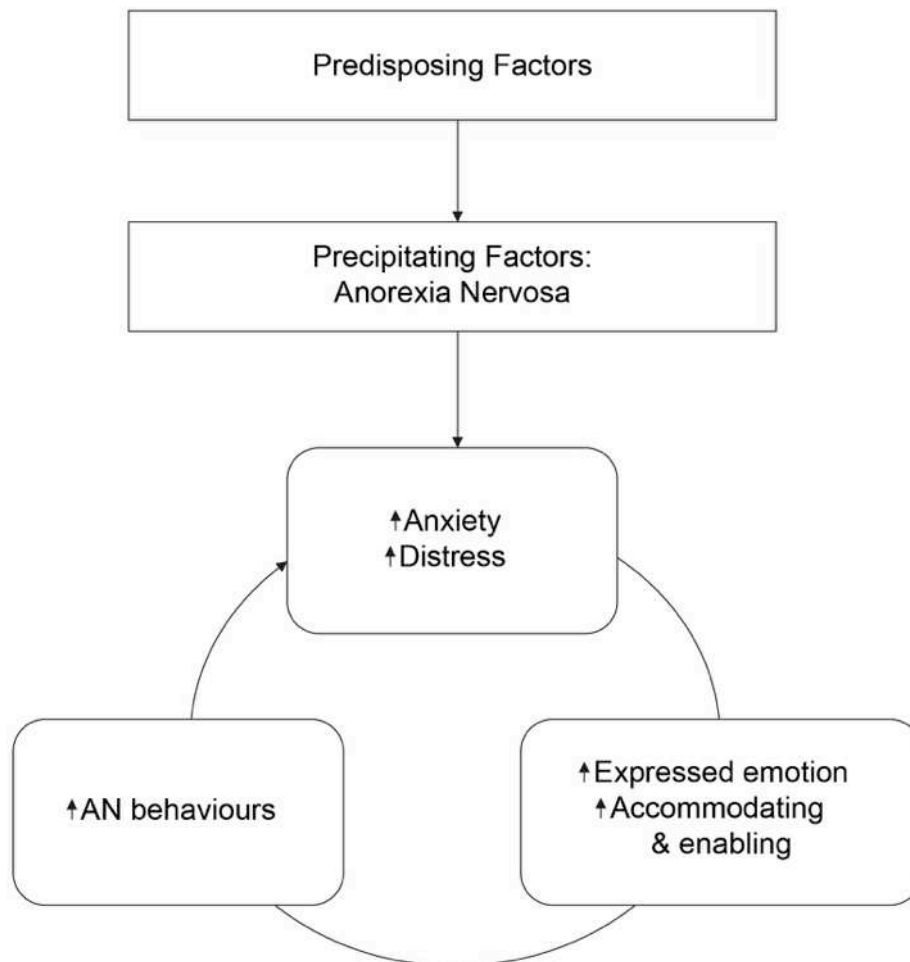 Predisposing Factors
Precipitating Factors:
Anorexia Nervosa
↑Anxiety
↑Distress
↑AN behaviours
↑Expressed emotion
↑Accommodating
& enabling